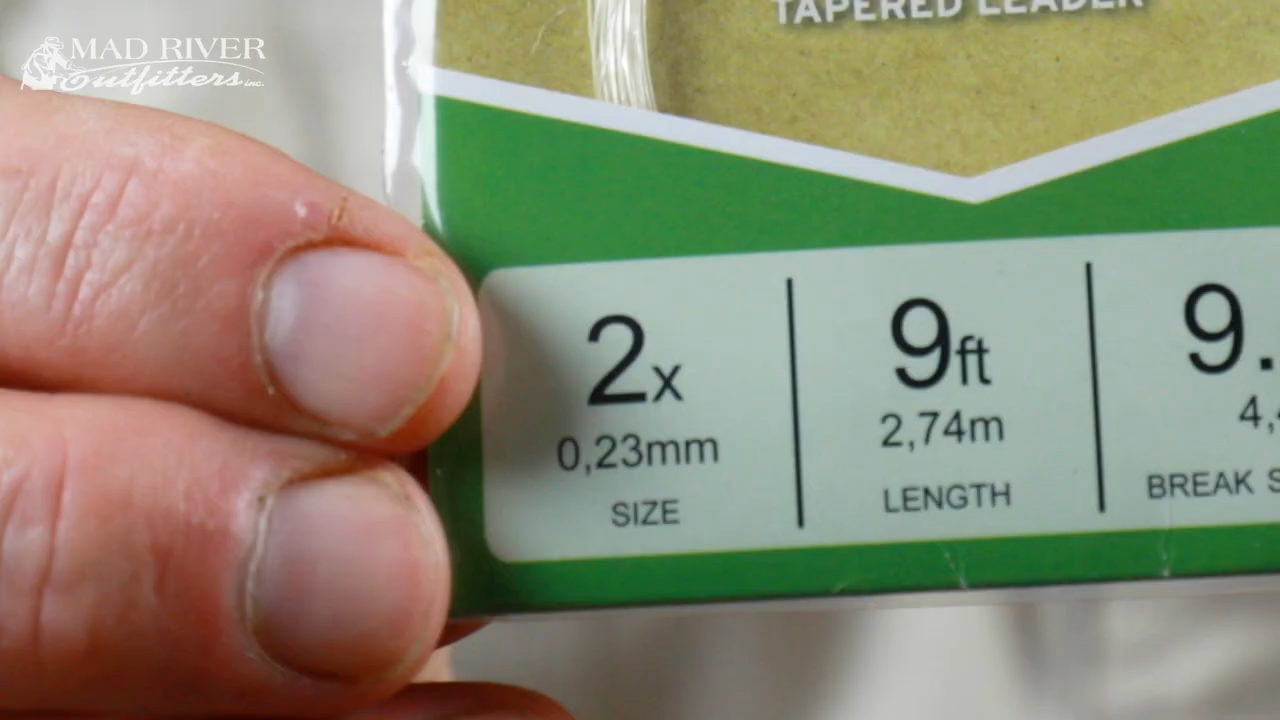 MAD RIVER
Outfitters inc.
TAPERED LEADER
2x
0,23mm
SIZE
9ft
2,74m
LENGTH
9.
4,
BREAK